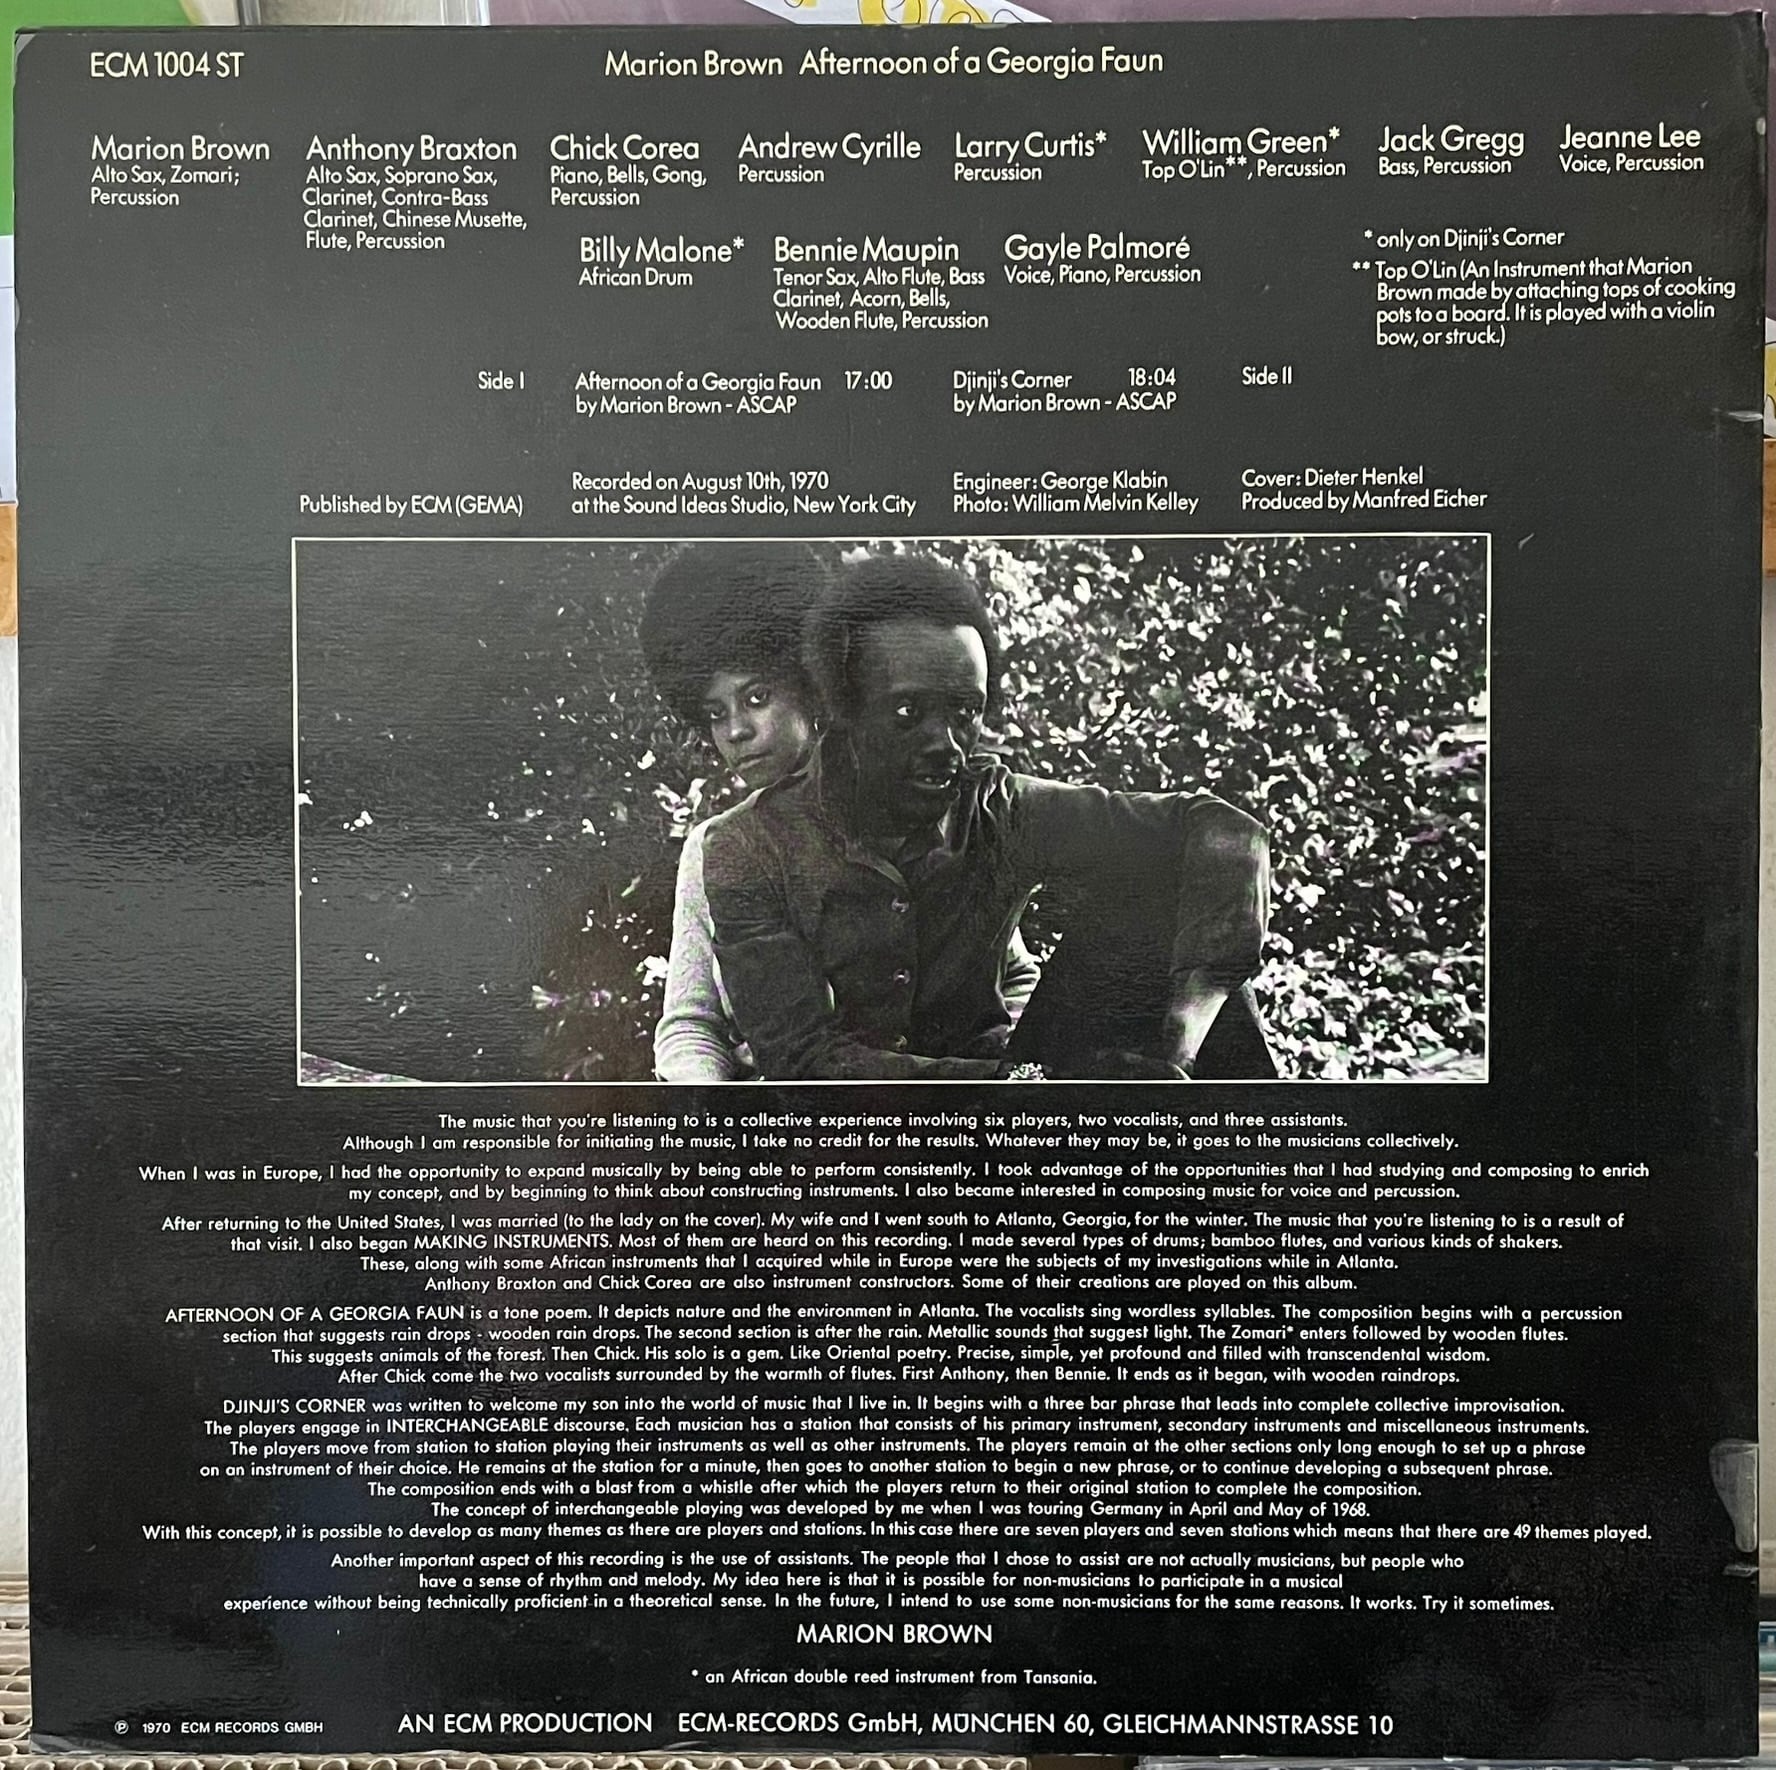 ECM 1004 ST
Marion Brown Afternoon of a Georgia Faun
Marion Brown
Alto Sax, Zomari;
Percussion
Anthony Braxton
Alto Sax, Soprano Sax,
Clarinet, Contra-Bass
Clarinet, Chinese Musette,
Flute, Percussion
Chick Corea
Piano, Bells, Gong,
Percussion
Andrew Cyrille
Percussion
Larry Curtis*
Percussion
William Green*
Top O'Lin**, Percussion
Jack Gregg
Bass, Percussion
Jeanne Lee
Voice, Percussion
Billy Malone*
African Drum
Bennie Maupin
Tenor Sax, Alto Flute, Bass
Clarinet, Acorn, Bells,
Wooden Flute, Percussion
Gayle Palmoré
Voice, Piano, Percussion
* only on Djinji's Corner
** Top O'Lin (An Instrument that Marion
Brown made by attaching tops of cooking
pots to a board. It is played with a violin
bow, or struck.)
Side I
Afternoon of a Georgia Faun 17:00
by Marion Brown - ASCAP
Djinji's Corner 18:04
by Marion Brown - ASCAP
Side II
Published by ECM (GEMA)
Recorded on August 10th, 1970
at the Sound Ideas Studio, New York City
Engineer: George Klabin
Photo: William Melvin Kelley
Cover: Dieter Henkel
Produced by Manfred Eicher
The music that you're listening to is a collective experience involving six players, two vocalists, and three assistants.
Although I am responsible for initiating the music, I take no credit for the results. Whatever they may be, it goes to the musicians collectively.
When I was in Europe, I had the opportunity to expand musically by being able to perform consistently. I took advantage of the opportunities that I had studying and composing to enrich
my concept, and by beginning to think about constructing instruments. I also became interested in composing music for voice and percussion.
After returning to the United States, I was married (to the lady on the cover). My wife and I went south to Atlanta, Georgia, for the winter. The music that you're listening to is a result of
that visit. I also began MAKING INSTRUMENTS. Most of them are heard on this recording. I made several types of drums; bamboo flutes, and various kinds of shakers.
These, along with some African instruments that I acquired while in Europe were the subjects of my investigations while in Atlanta.
Anthony Braxton and Chick Corea are also instrument constructors. Some of their creations are played on this album.
AFTERNOON OF A GEORGIA FAUN is a tone poem. It depicts nature and the environment in Atlanta. The vocalists sing wordless syllables. The composition begins with a percussion
section that suggests rain drops - wooden rain drops. The second section is after the rain. Metallic sounds that suggest light. The Zomari* enters followed by wooden flutes.
This suggests animals of the forest. Then Chick. His solo is a gem. Like Oriental poetry. Precise, simple, yet profound and filled with transcendental wisdom.
After Chick come the two vocalists surrounded by the warmth of flutes. First Anthony, then Bennie. It ends as it began, with wooden raindrops.
DJINJI'S CORNER was written to welcome my son into the world of music that I live in. It begins with a three bar phrase that leads into complete collective improvisation.
The players engage in INTERCHANGEABLE discourse. Each musician has a station that consists of his primary instrument, secondary instruments and miscellaneous instruments.
The players move from station to station playing their instruments as well as other instruments. The players remain at the other sections only long enough to set up a phrase
on an instrument of their choice. He remains at the station for a minute, then goes to another station to begin a new phrase, or to continue developing a subsequent phrase.
The composition ends with a blast from a whistle after which the players return to their original station to complete the composition.
The concept of interchangeable playing was developed by me when I was touring Germany in April and May of 1968.
With this concept, it is possible to develop as many themes as there are players and stations. In this case there are seven players and seven stations which means that there are 49 themes played.
Another important aspect of this recording is the use of assistants. The people that I chose to assist are not actually musicians, but people who
have a sense of rhythm and melody. My idea here is that it is possible for non-musicians to participate in a musical
experience without being technically proficient in a theoretical sense. In the future, I intend to use some non-musicians for the same reasons. It works. Try it sometimes.
MARION BROWN
* an African double reed instrument from Tansania.
℗ 1970 ECM RECORDS GMBH
AN ECM PRODUCTION ECM-RECORDS GmbH, MÜNCHEN 60, GLEICHMANNSTRASSE 10